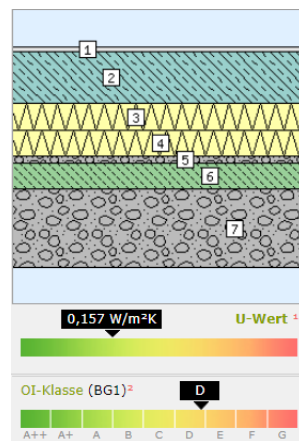 1
2
3
4
5
6
7
0,157 W/m²K U-Wert ¹
OI-Klasse (BG1)² D
A++ A+ A B C D E F G